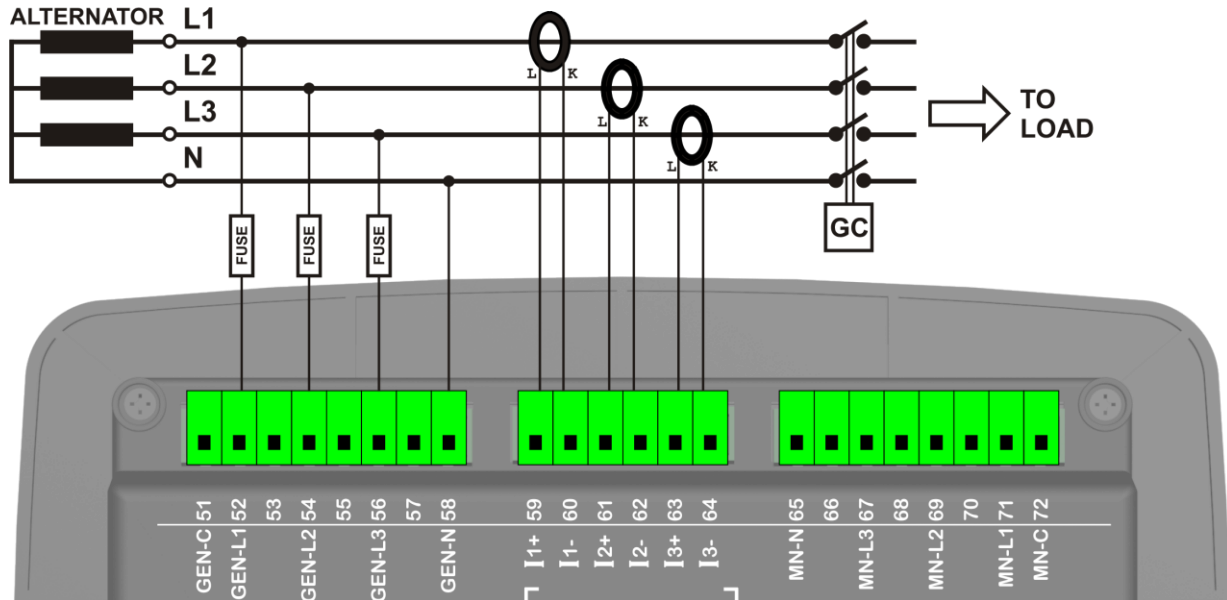 ALTERNATOR L1
L2
L3
N
L K
L K
L K
TO
LOAD
FUSE
FUSE
FUSE
GC
GEN-C 51
GEN-L1 52
53
GEN-L2 54
55
GEN-L3 56
57
GEN-N 58
I1+ 59
I1- 60
I2+ 61
I2- 62
I3+ 63
I3- 64
MN-N 65
66
MN-L3 67
68
MN-L2 69
70
MN-L1 71
MN-C 72